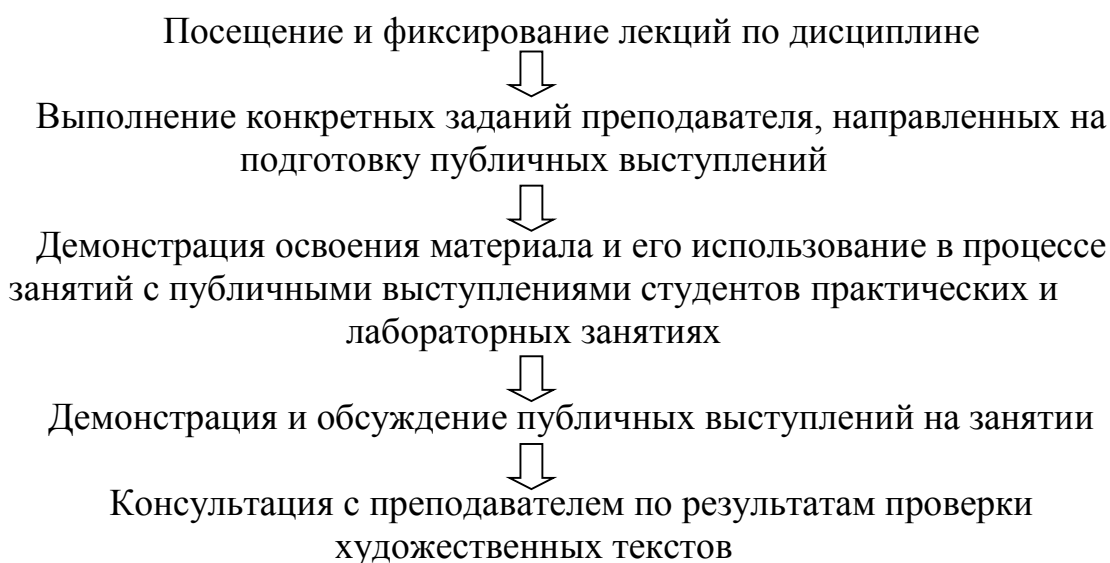 Посещение и фиксирование лекций по дисциплине
Выполнение конкретных заданий преподавателя, направленных на
подготовку публичных выступлений
Демонстрация освоения материала и его использование в процессе
занятий с публичными выступлениями студентов практических и
лабораторных занятиях
Демонстрация и обсуждение публичных выступлений на занятии
Консультация с преподавателем по результатам проверки
художественных текстов